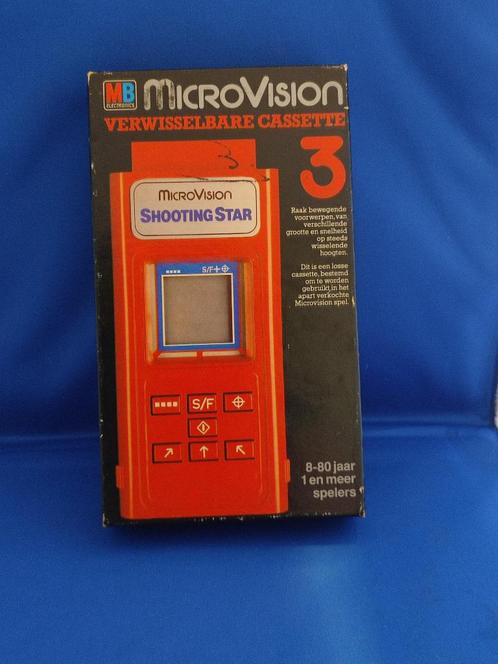 MB
ELECTRONICS
MICROVISION
VERWISSELBARE CASSETTE
3
3
MICROVISION
SHOOTING STAR
S/F
Raak bewegende
voorwerpen, van
verschillende
grootte en snelheid
op steeds
wisselende
hoogten.
Dit is een losse
cassette, bestemd
om te worden
gebruikt in het
apart verkochte
Microvision spel.
S/F
8-80 jaar
1 en meer
spelers